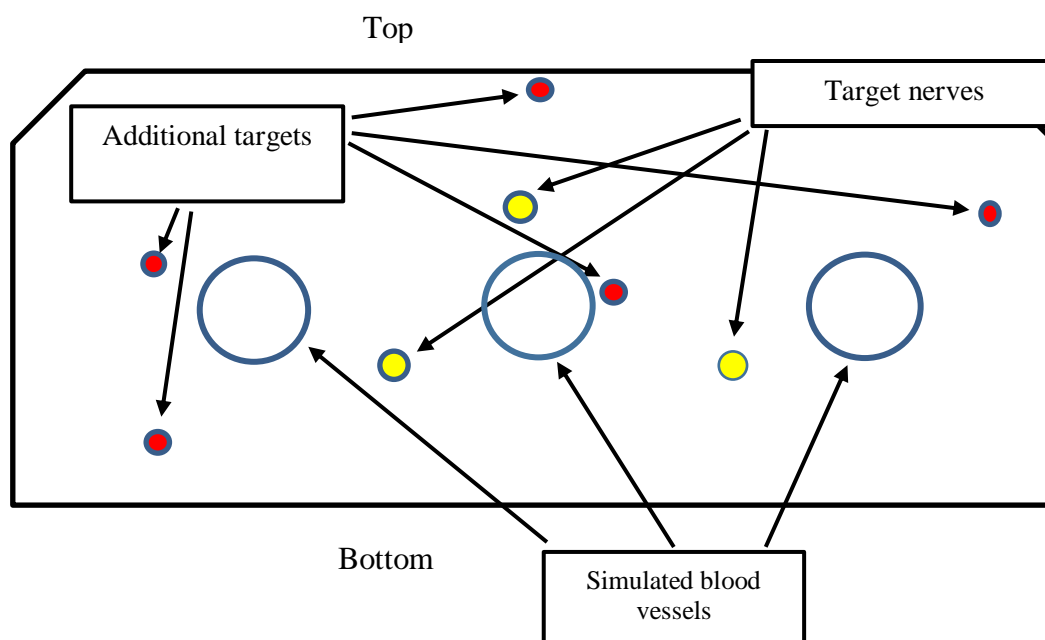 Top
Target nerves
Additional targets
Bottom
Simulated blood
vessels